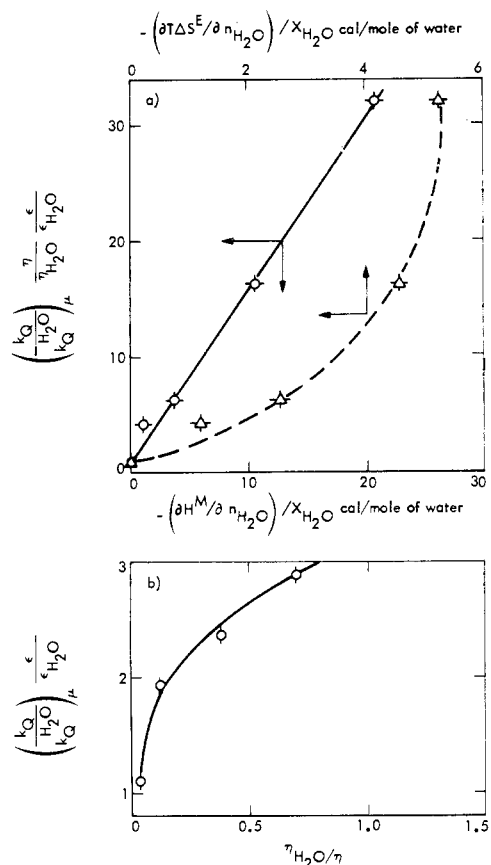 - (∂TΔS^E/∂n_H₂O)/X_H₂O cal/mole of water
0 2 4 6
a)
30
20
10
0
(k_Q/k_Q^H₂O)_μ η/η_H₂O ε/ε_H₂O
0 10 20 30
- (∂H^M/∂n_H₂O)/X_H₂O cal/mole of water
b)
3
2
1
(k_Q/k_Q^H₂O)_μ ε/ε_H₂O
0 0.5 1.0 1.5
η_H₂O/η